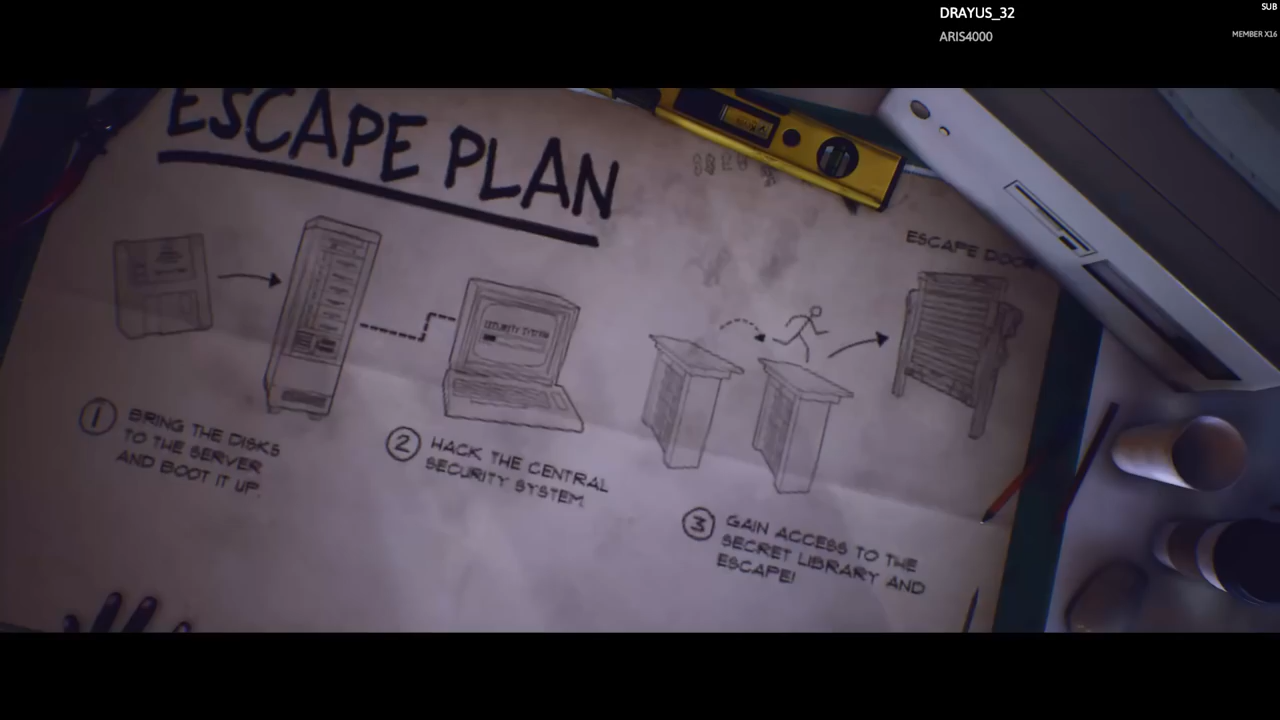 DRAYUS_32
SUB
ARIS4000
MEMBER X16
ESCAPE PLAN
ESCAPE DOOR
SECURITY SYSTEM
1
BRING THE DISKS
TO THE SERVER
AND BOOT IT UP.
2
HACK THE CENTRAL
SECURITY SYSTEM.
3
GAIN ACCESS TO THE
SECRET LIBRARY AND
ESCAPE!